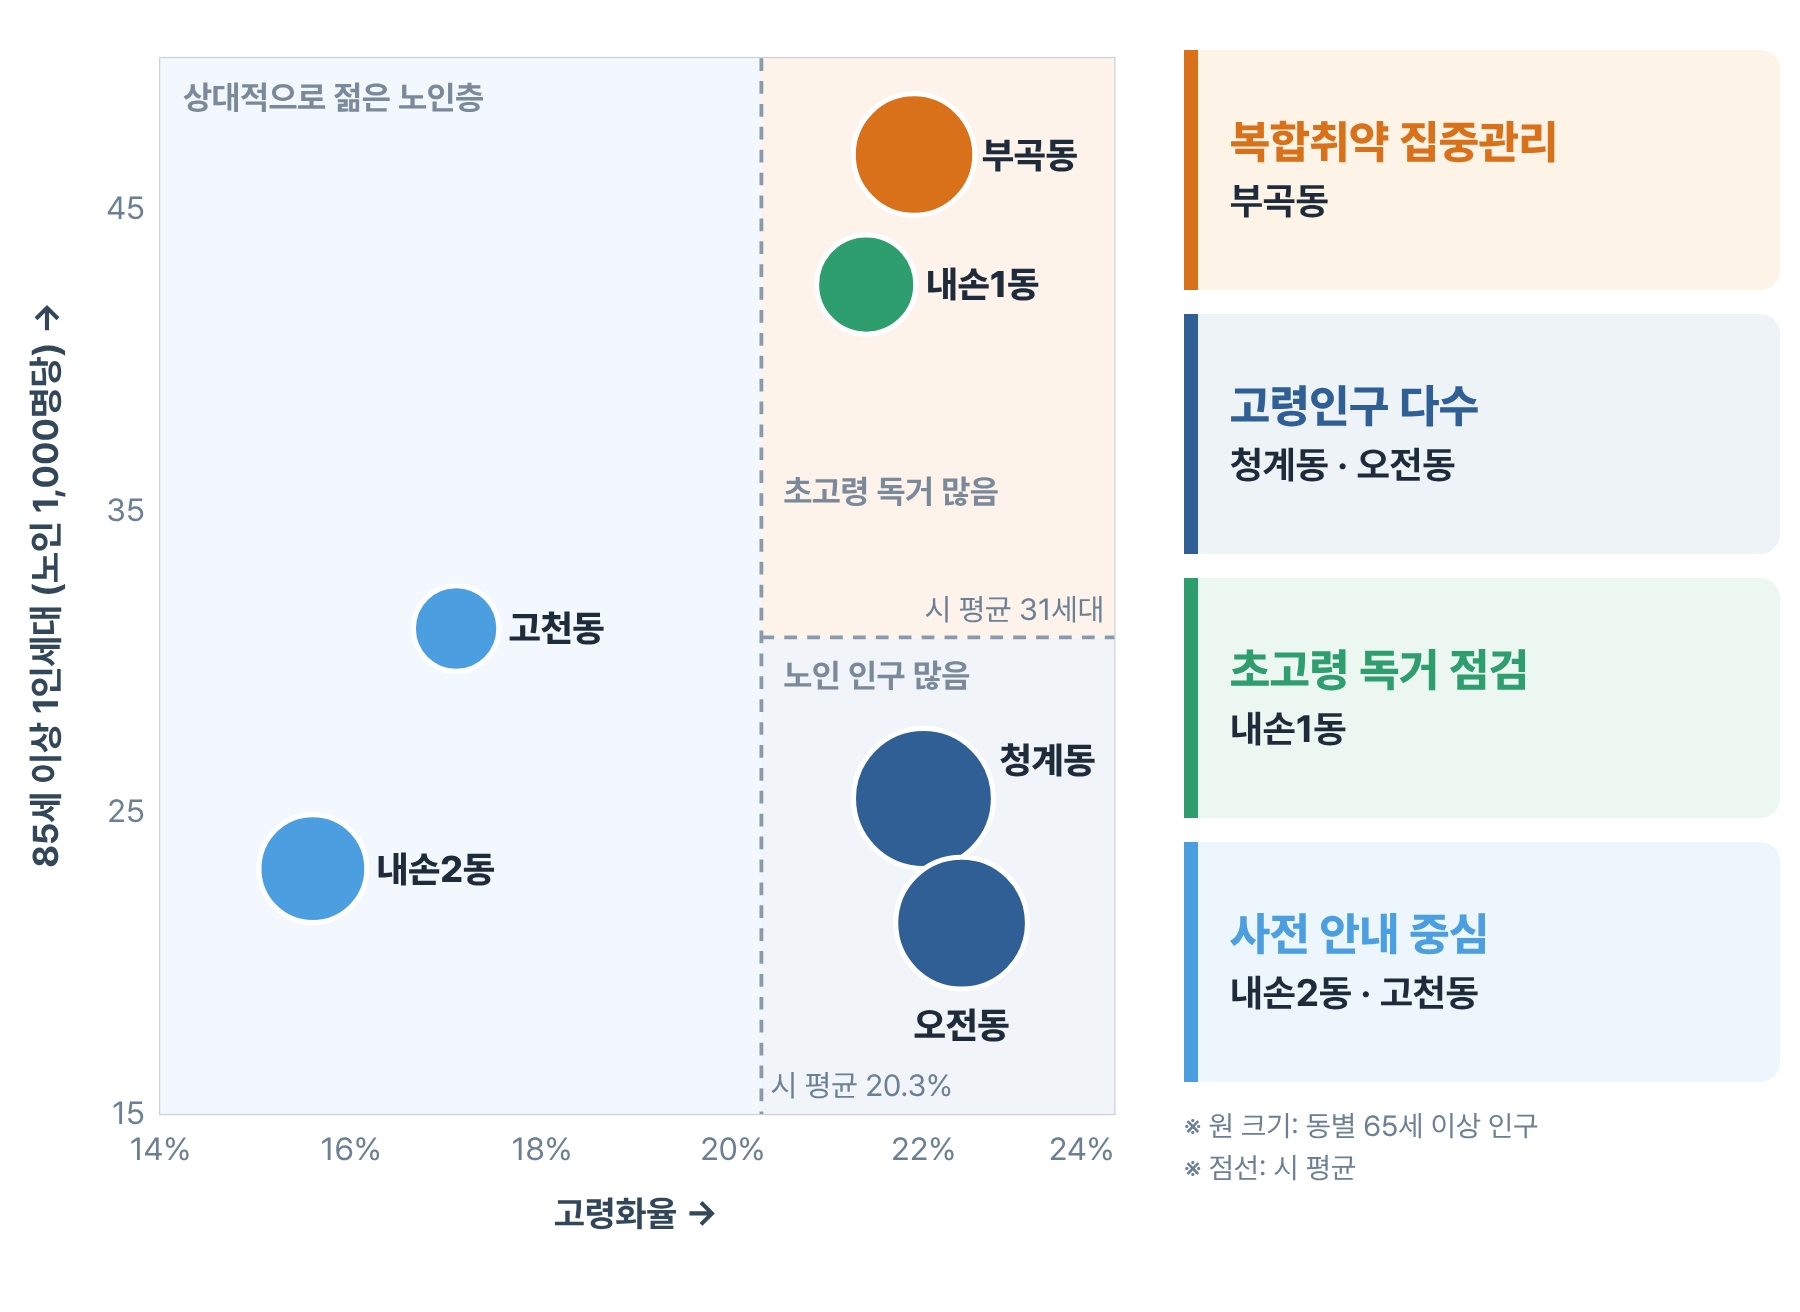 상대적으로 젊은 노인층
부곡동
내손1동
초고령 독거 많음
시 평균 31세대
고천동
노인 인구 많음
청계동
내손2동
오전동
시 평균 20.3%
45
35
25
15
14%
16%
18%
20%
22%
24%
고령화율 →
85세 이상 1인세대 (노인 1,000명당) →
복합취약 집중관리
부곡동
고령인구 다수
청계동 · 오전동
초고령 독거 점검
내손1동
사전 안내 중심
내손2동 · 고천동
※ 원 크기: 동별 65세 이상 인구
※ 점선: 시 평균